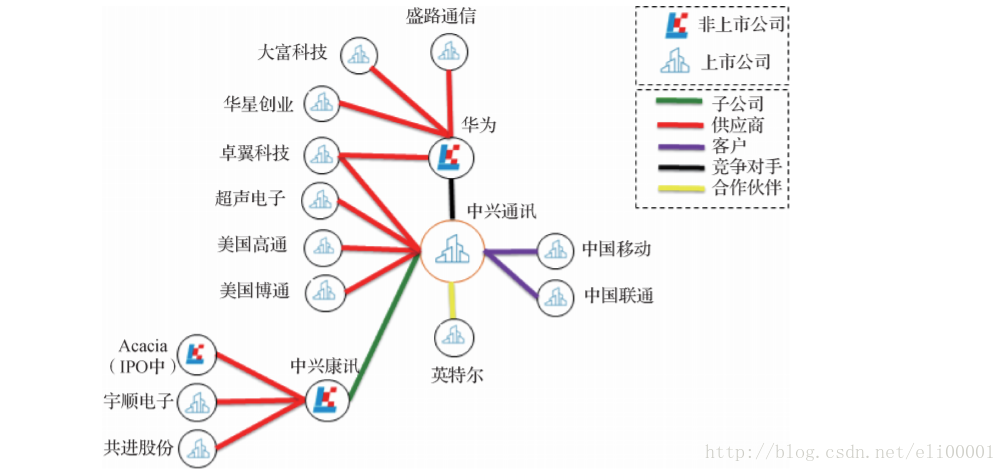 盛路通信
大富科技
华星创业
华为
卓翼科技
超声电子
中兴通讯
美国高通
中国移动
美国博通
中国联通
英特尔
Acacia
（IPO中）
中兴康讯
宇顺电子
共进股份
非上市公司
上市公司
子公司
供应商
客户
竞争对手
合作伙伴
http://blog.csdn.net/eli00001